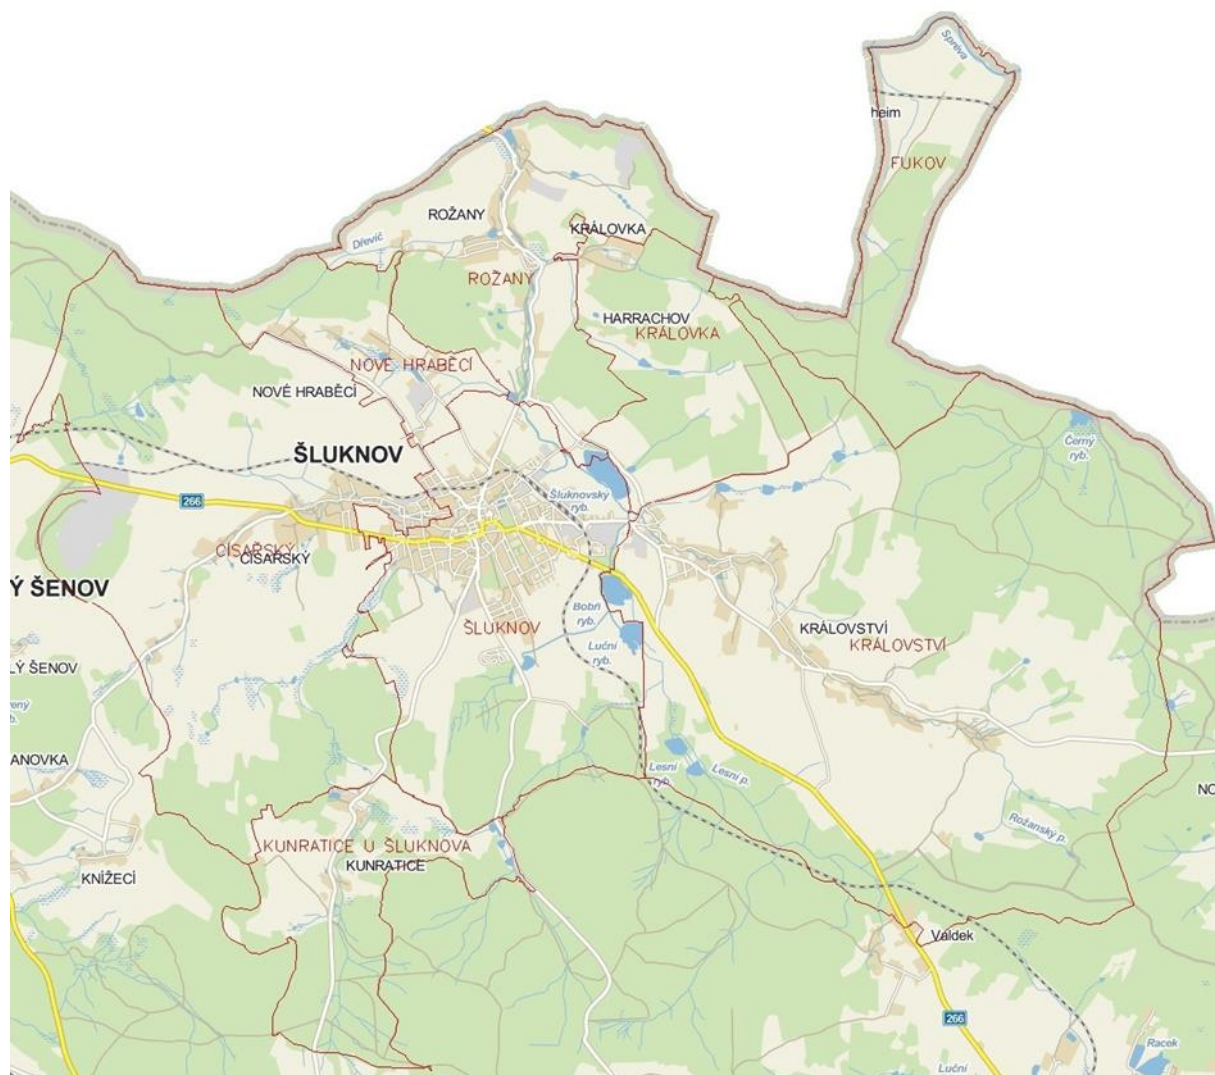 Spréva
heim
FUKOV
ROŽANY
KRÁLOVKA
Dřevíč
ROŽANY
HARRACHOV
KRÁLOVKA
NOVÉ HRABĚCÍ
NOVÉ HRABĚCÍ
ŠLUKNOV
Černý
ryb.
266
Šluknovský
ryb.
CÍSAŘSKÝ
CÍSAŘSKÝ
Ý ŠENOV
Bobří
ryb.
ŠLUKNOV
KRÁLOVSTVÍ
KRÁLOVSTVÍ
Luční
ryb.
LÝ ŠENOV
ený
b.
ANOVKA
Lesní
ryb.
Lesní p.
NO
Rožanský p.
KUNRATICE U ŠLUKNOVA
KUNRATICE
KNÍŽECÍ
Valdek
266
Racek
Luční